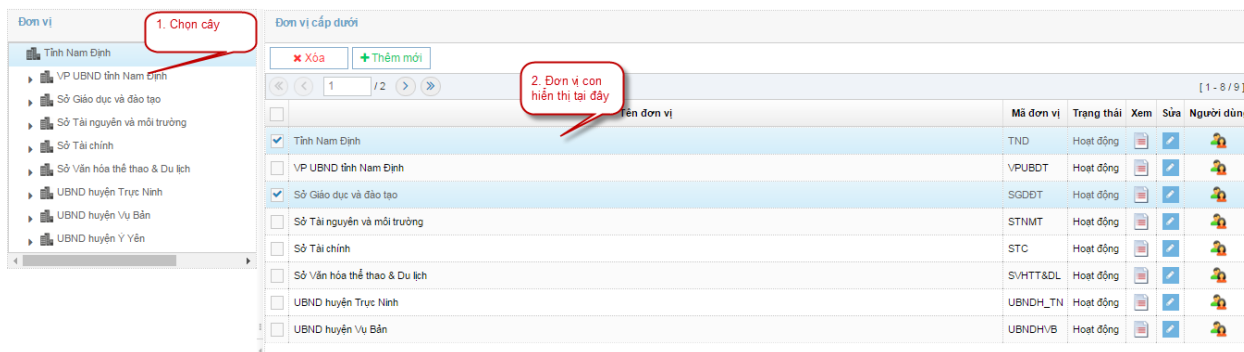 Đơn vị
1. Chọn cây
Tỉnh Nam Định
VP UBND tỉnh Nam Định
Sở Giáo dục và đào tạo
Sở Tài nguyên và môi trường
Sở Tài chính
Sở Văn hóa thể thao & Du lịch
UBND huyện Trực Ninh
UBND huyện Vụ Bản
UBND huyện Ý Yên
Đơn vị cấp dưới
Xóa Thêm mới
1 / 2 [ 1 - 8 / 9 ]
2. Đơn vị con
hiển thị tại đây
Tên đơn vị Mã đơn vị Trạng thái Xem Sửa Người dùng
Tỉnh Nam Định TND Hoạt động
VP UBND tỉnh Nam Định VPUBDT Hoạt động
Sở Giáo dục và đào tạo SGDĐT Hoạt động
Sở Tài nguyên và môi trường STNMT Hoạt động
Sở Tài chính STC Hoạt động
Sở Văn hóa thể thao & Du lịch SVHTT&DL Hoạt động
UBND huyện Trực Ninh UBNDH_TN Hoạt động
UBND huyện Vụ Bản UBNDHVB Hoạt động